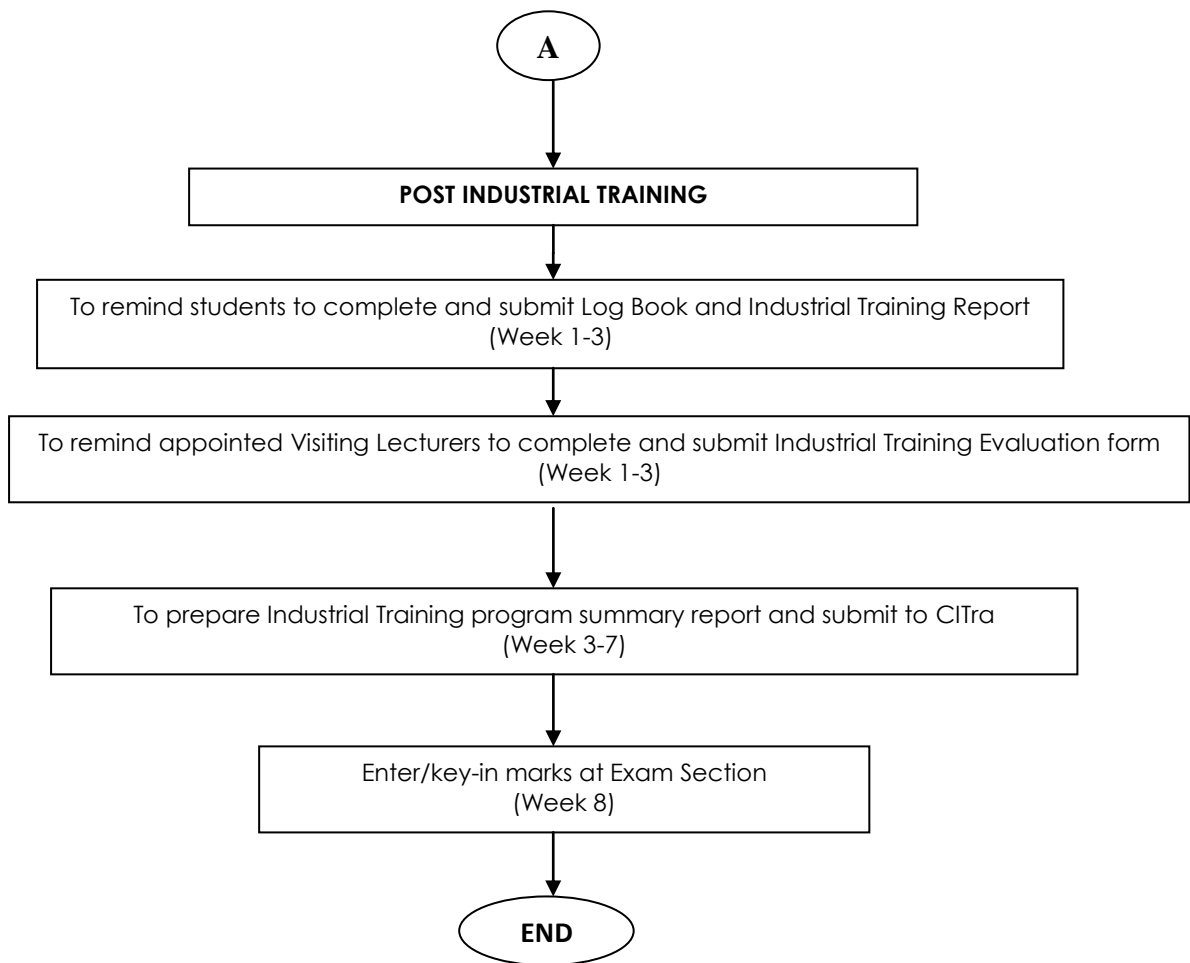 A
POST INDUSTRIAL TRAINING
To remind students to complete and submit Log Book and Industrial Training Report
(Week 1-3)
To remind appointed Visiting Lecturers to complete and submit Industrial Training Evaluation form
(Week 1-3)
To prepare Industrial Training program summary report and submit to CITra
(Week 3-7)
Enter/key-in marks at Exam Section
(Week 8)
END